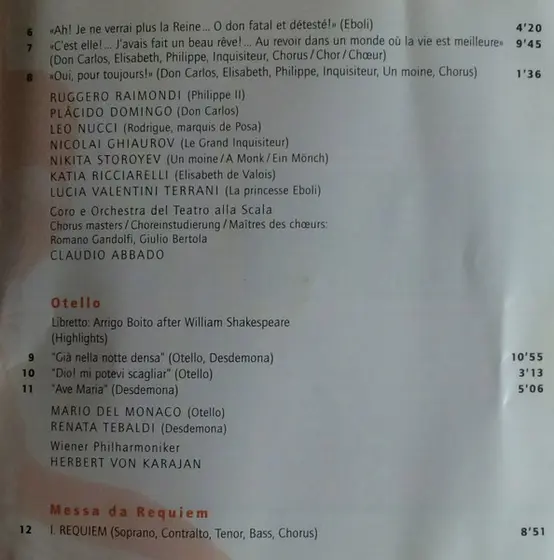 6 «Ah! Je ne verrai plus la Reine... O don fatal et détesté!» (Eboli) 4'20
7 «C'est elle!... J'avais fait un beau rêve!... Au revoir dans un monde où la vie est meilleure» 9'45
(Don Carlos, Elisabeth, Philippe, Inquisiteur, Chorus/Chor/Chœur)
8 «Oui, pour toujours!» (Don Carlos, Elisabeth, Philippe, Inquisiteur, Un moine, Chorus) 1'36
RUGGERO RAIMONDI (Philippe II)
PLÁCIDO DOMINGO (Don Carlos)
LEO NUCCI (Rodrigue, marquis de Posa)
NICOLAI GHIAUROV (Le Grand Inquisiteur)
NIKITA STOROYEV (Un moine/A Monk/Ein Mönch)
KATIA RICCIARELLI (Elisabeth de Valois)
LUCIA VALENTINI TERRANI (La princesse Eboli)
Coro e Orchestra del Teatro alla Scala
Chorus masters/Choreinstudierung/Maîtres des chœurs:
Romano Gandolfi, Giulio Bertola
CLAUDIO ABBADO
Otello
Libretto: Arrigo Boito after William Shakespeare
(Highlights)
9 "Già nella notte densa" (Otello, Desdemona) 10'55
10 "Dio! mi potevi scagliar" (Otello) 3'13
11 "Ave Maria" (Desdemona) 5'06
MARIO DEL MONACO (Otello)
RENATA TEBALDI (Desdemona)
Wiener Philharmoniker
HERBERT VON KARAJAN
Messa da Requiem
12 I. REQUIEM (Soprano, Contralto, Tenor, Bass, Chorus) 8'51